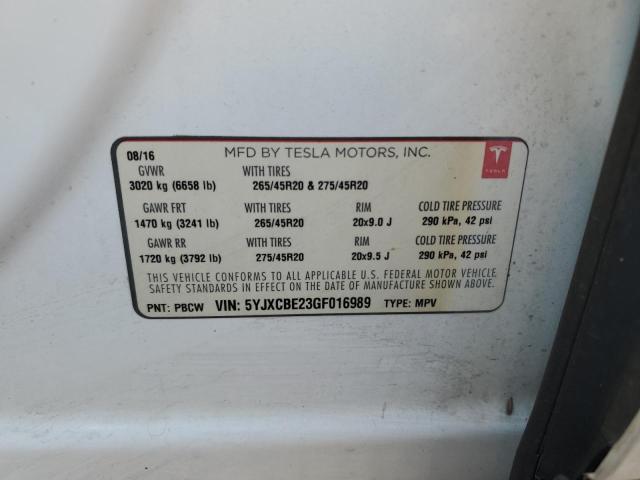 08/16 MFD BY TESLA MOTORS, INC.
TESLA
GVWR WITH TIRES
3020 kg (6658 lb) 265/45R20 & 275/45R20
GAWR FRT WITH TIRES RIM COLD TIRE PRESSURE
1470 kg (3241 lb) 265/45R20 20x9.0 J 290 kPa, 42 psi
GAWR RR WITH TIRES RIM COLD TIRE PRESSURE
1720 kg (3792 lb) 275/45R20 20x9.5 J 290 kPa, 42 psi
THIS VEHICLE CONFORMS TO ALL APPLICABLE U.S. FEDERAL MOTOR VEHICLE
SAFETY STANDARDS IN EFFECT ON THE DATE OF MANUFACTURE SHOWN ABOVE.
PNT: PBCW VIN: 5YJXCBE23GF016989 TYPE: MPV